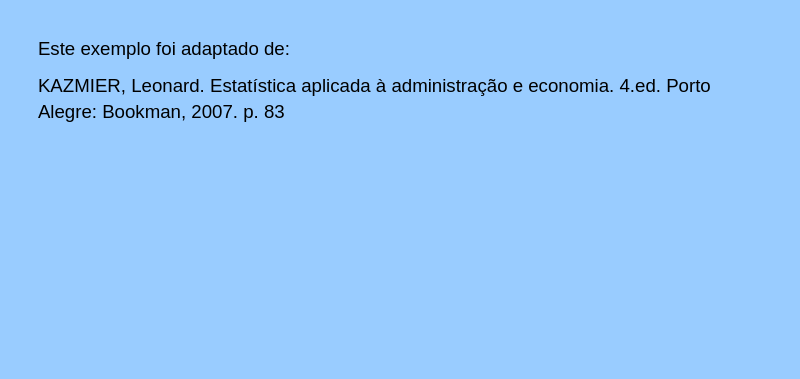 Este exemplo foi adaptado de:
KAZMIER, Leonard. Estatística aplicada à administração e economia. 4.ed. Porto
Alegre: Bookman, 2007. p. 83